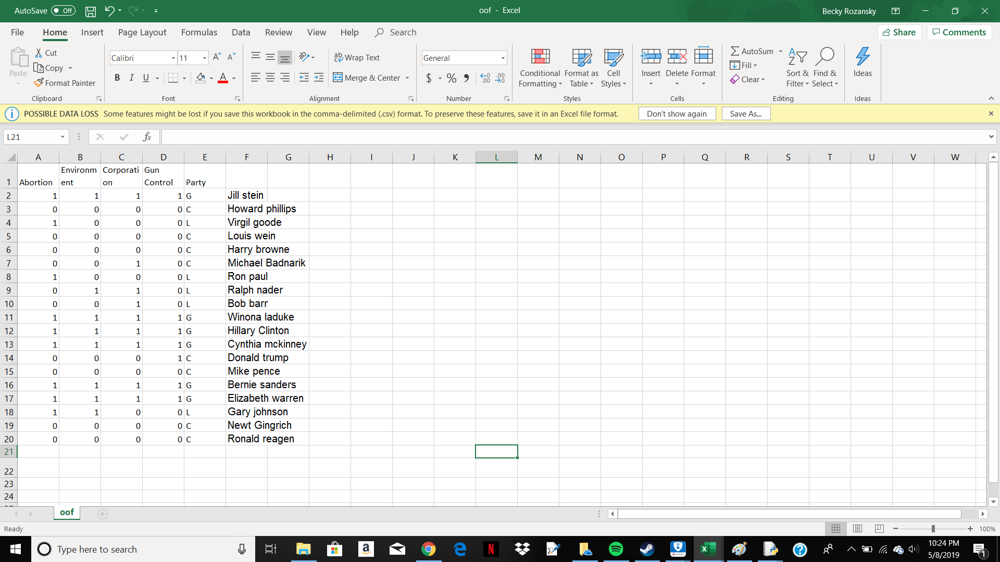 AutoSave Off
oof - Excel
Becky Rozansky
File Home Insert Page Layout Formulas Data Review View Help Search
Share Comments
Paste
Cut
Copy
Format Painter
Clipboard
Calibri 11
B I U
Font
Wrap Text
Merge & Center
Alignment
General
$ % 9
Number
Conditional Formatting
Format as Table
Cell Styles
Styles
Insert Delete Format
Cells
AutoSum
Fill
Clear
Sort & Filter
Find & Select
Editing
Ideas
Ideas
POSSIBLE DATA LOSS Some features might be lost if you save this workbook in the comma-delimited (.csv) format. To preserve these features, save it in an Excel file format. Don't show again Save As...
L21 fx
A B C D E F G H I J K L M N O P Q R S T U V W
1 Abortion Environment Corporation Gun Control Party
2 1 1 1 1 G Jill stein
3 0 0 0 0 C Howard phillips
4 1 0 0 0 L Virgil goode
5 0 0 0 0 C Louis wein
6 0 0 0 0 C Harry browne
7 0 0 1 0 C Michael Badnarik
8 1 0 0 0 L Ron paul
9 0 1 1 0 L Ralph nader
10 0 0 1 0 L Bob barr
11 1 1 1 1 G Winona laduke
12 1 1 1 1 G Hillary Clinton
13 1 1 1 1 G Cynthia mckinney
14 0 0 0 1 C Donald trump
15 0 0 0 0 C Mike pence
16 1 1 1 1 G Bernie sanders
17 1 1 1 1 G Elizabeth warren
18 1 1 0 0 L Gary johnson
19 0 0 0 0 C Newt Gingrich
20 0 0 0 0 C Ronald reagen
21
22
23
24
oof
Ready
100%
Type here to search
10:24 PM
5/8/2019
1